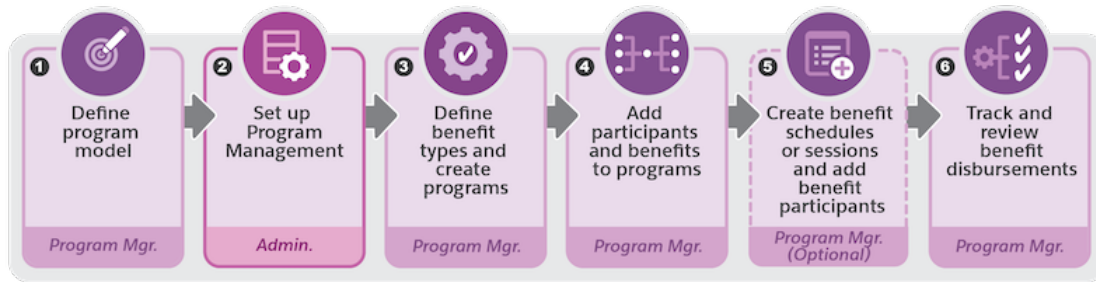 1
Define
program
model
Program Mgr.
2
Set up
Program
Management
Admin.
3
Define
benefit
types and
create
programs
Program Mgr.
4
Add
participants
and benefits
to programs
Program Mgr.
5
Create benefit
schedules
or sessions
and add
benefit
participants
Program Mgr.
(Optional)
6
Track and
review
benefit
disbursements
Program Mgr.